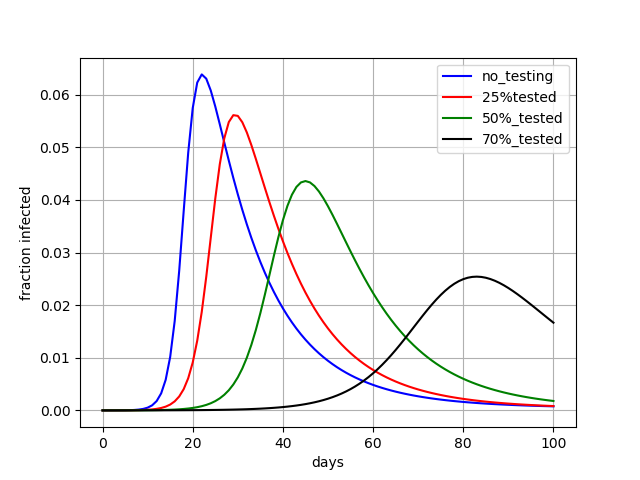 no_testing
25%tested
50%_tested
70%_tested
0.06
0.05
0.04
0.03
0.02
0.01
0.00
fraction infected
0 20 40 60 80 100
days